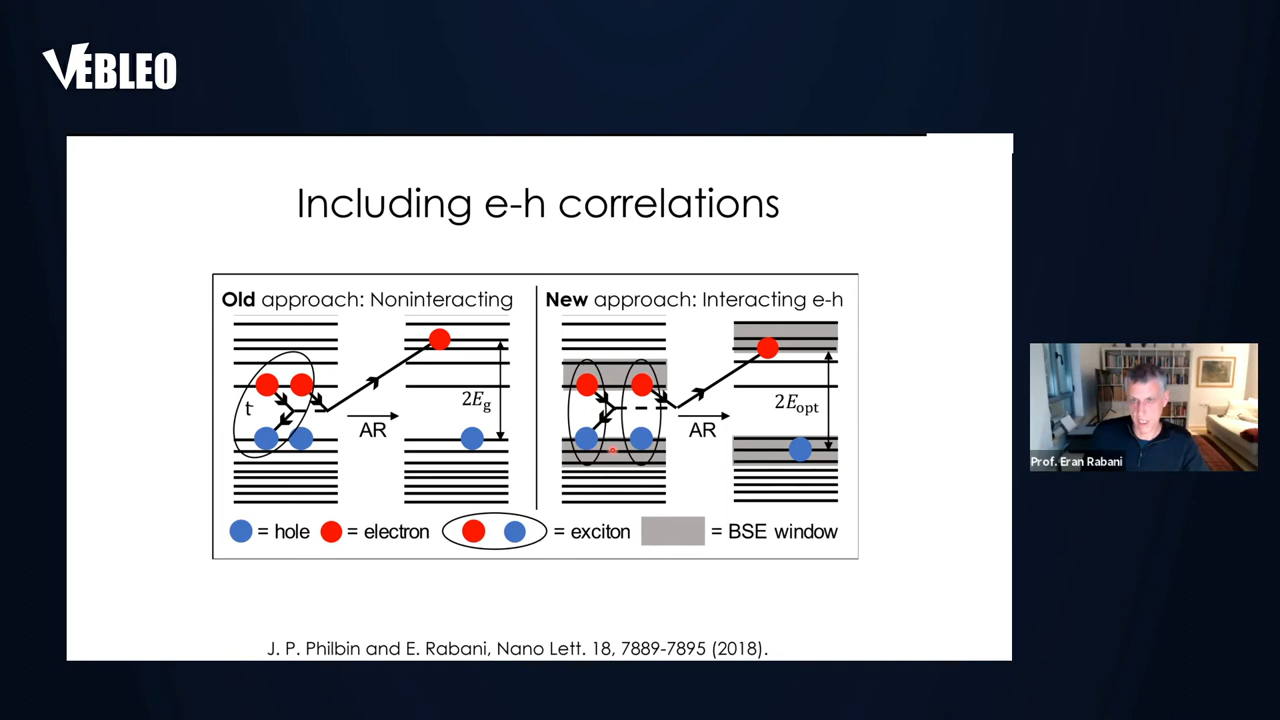 VEBLEO
Including e-h correlations
Old approach: Noninteracting
New approach: Interacting e-h
t
AR
2Eg
AR
2Eopt
= hole
= electron
= exciton
= BSE window
J. P. Philbin and E. Rabani, Nano Lett. 18, 7889-7895 (2018).
Prof. Eran Rabani